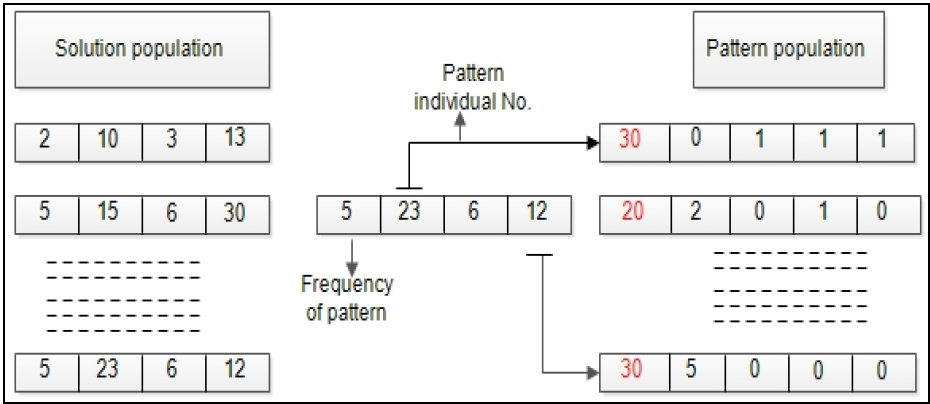 Solution population
Pattern population
Pattern
individual No.
2 10 3 13
30 0 1 1 1
5 15 6 30
5 23 6 12
20 2 0 1 0
Frequency
of pattern
5 23 6 12
30 5 0 0 0